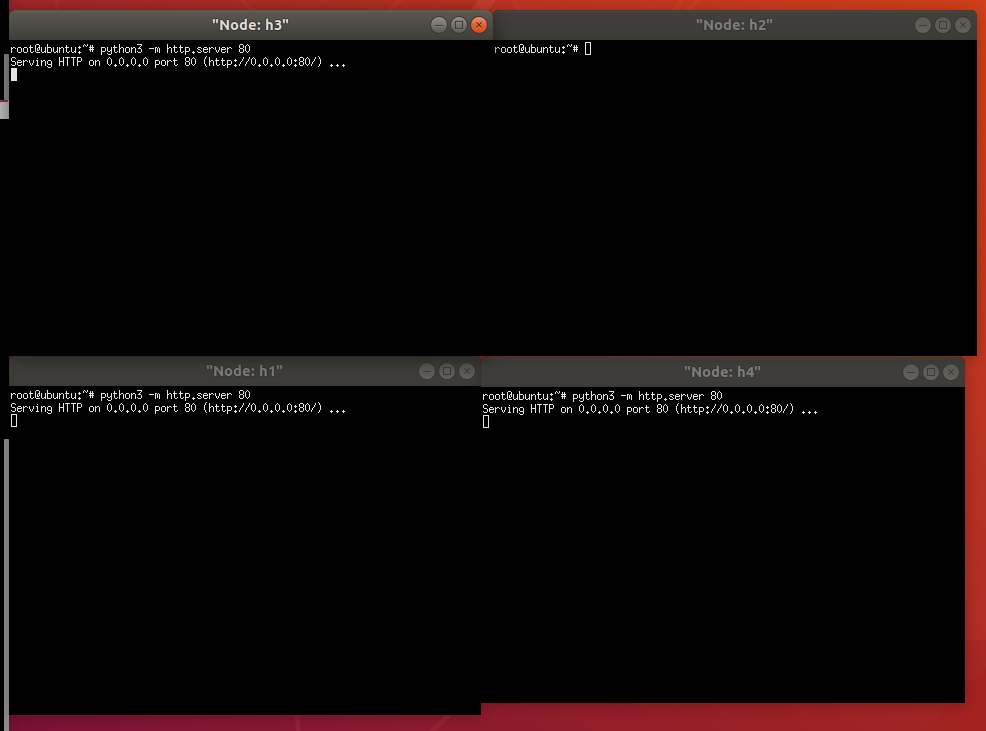 "Node: h3"
root@ubuntu:~# python3 -m http.server 80
Serving HTTP on 0.0.0.0 port 80 (http://0.0.0.0:80/) ...
"Node: h2"
root@ubuntu:~#
"Node: h1"
root@ubuntu:~# python3 -m http.server 80
Serving HTTP on 0.0.0.0 port 80 (http://0.0.0.0:80/) ...
"Node: h4"
root@ubuntu:~# python3 -m http.server 80
Serving HTTP on 0.0.0.0 port 80 (http://0.0.0.0:80/) ...